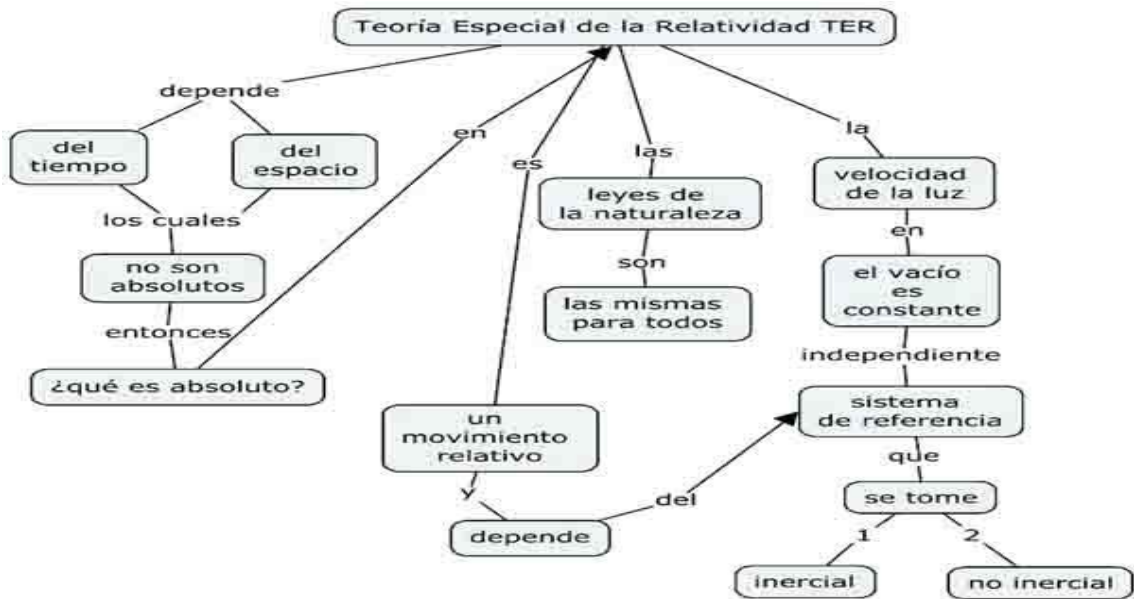 Teoría Especial de la Relatividad TER
depende
del
tiempo
del
espacio
los cuales
no son
absolutos
entonces
¿qué es absoluto?
en
es
un
movimiento
relativo
y
depende
del
las
leyes de
la naturaleza
son
las mismas
para todos
la
velocidad
de la luz
en
el vacío
es
constante
independiente
sistema
de referencia
que
se tome
1
2
inercial
no inercial